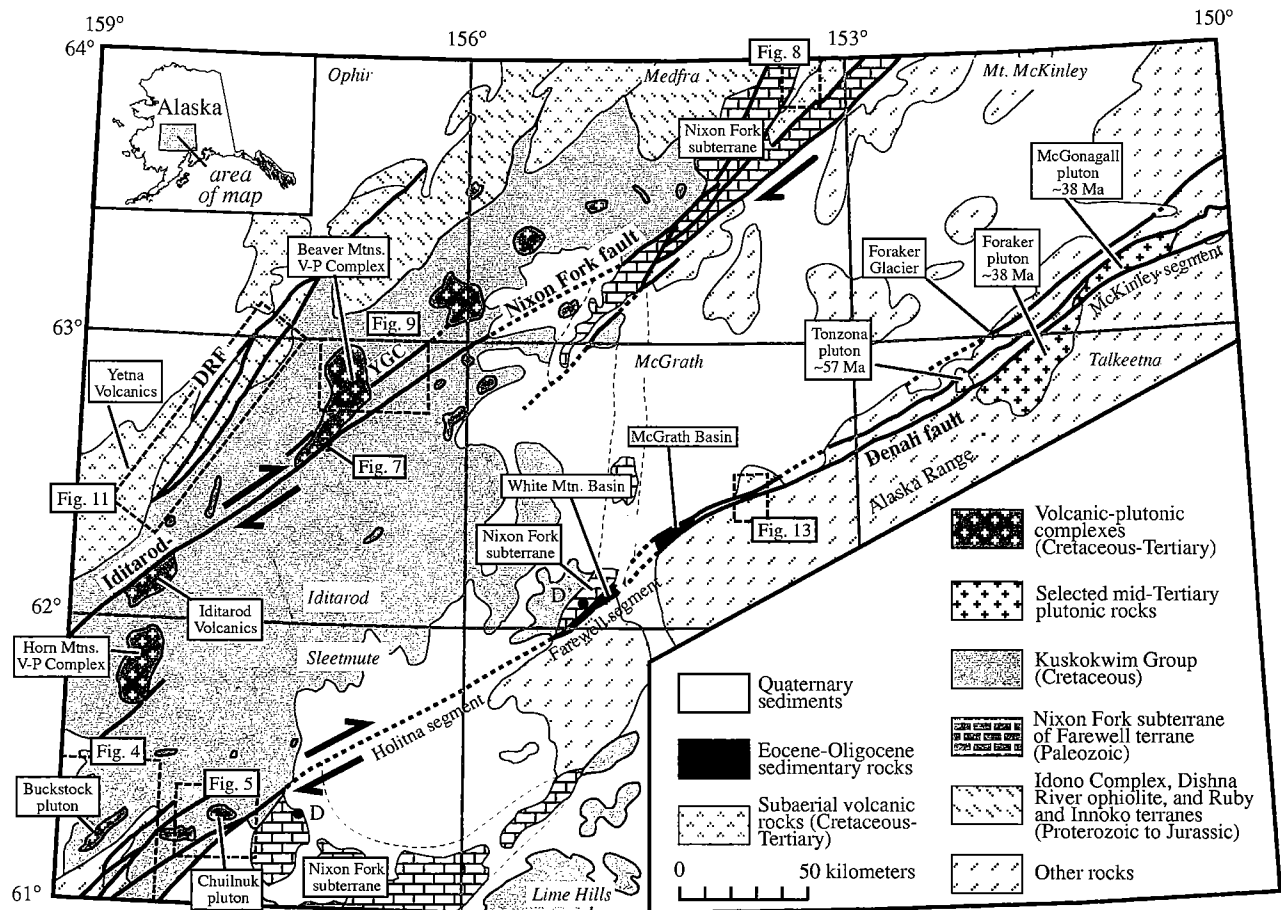 159°
156°
153°
150°
64°
63°
62°
61°
Alaska
area
of map
Ophir
Medfra
Fig. 8
Mt. McKinley
Nixon Fork
subterrane
McGonagall
pluton
~38 Ma
Beaver Mtns.
V-P Complex
Nixon Fork fault
Foraker
Glacier
Foraker
pluton
~38 Ma
McKinley segment
Fig. 9
DRF
YGC
McGrath
Tonzona
pluton
~57 Ma
Talkeetna
Yetna
Volcanics
McGrath Basin
Denali fault
Fig. 7
White Mtn. Basin
Alaska Range
Fig. 11
Fig. 13
Nixon Fork
subterrane
Iditarod
D
Iditarod
Iditarod
Volcanics
Farewell segment
Horn Mtns.
V-P Complex
Sleetmute
Holitna segment
Fig. 4
Fig. 5
Buckstock
pluton
D
Chuilnuk
pluton
Nixon Fork
subterrane
Lime Hills
Volcanic-plutonic
complexes
(Cretaceous-Tertiary)
Selected mid-Tertiary
plutonic rocks
Kuskokwim Group
(Cretaceous)
Nixon Fork subterrane
of Farewell terrane
(Paleozoic)
Idono Complex, Dishna
River ophiolite, and Ruby
and Innoko terranes
(Proterozoic to Jurassic)
Other rocks
Quaternary
sediments
Eocene-Oligocene
sedimentary rocks
Subaerial volcanic
rocks (Cretaceous-
Tertiary)
0
50 kilometers